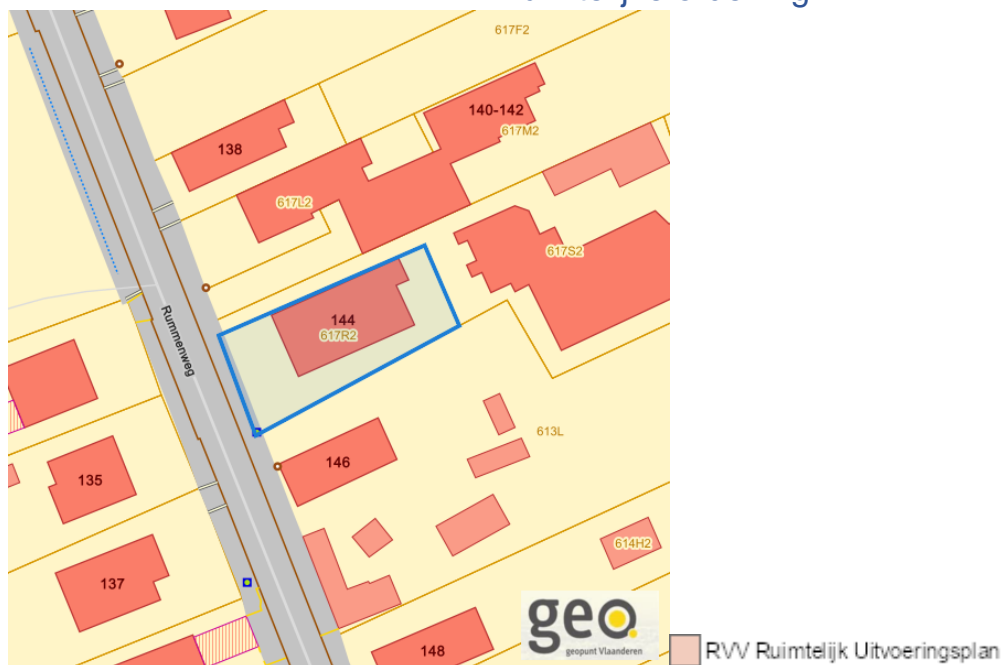 617F2
140-142
617M2
138
617L2
617S2
144
617R2
Rummenweg
613L
146
135
614H2
137
148
geo
geopunt Vlaanderen
RVV Ruimtelijk Uitvoeringsplan